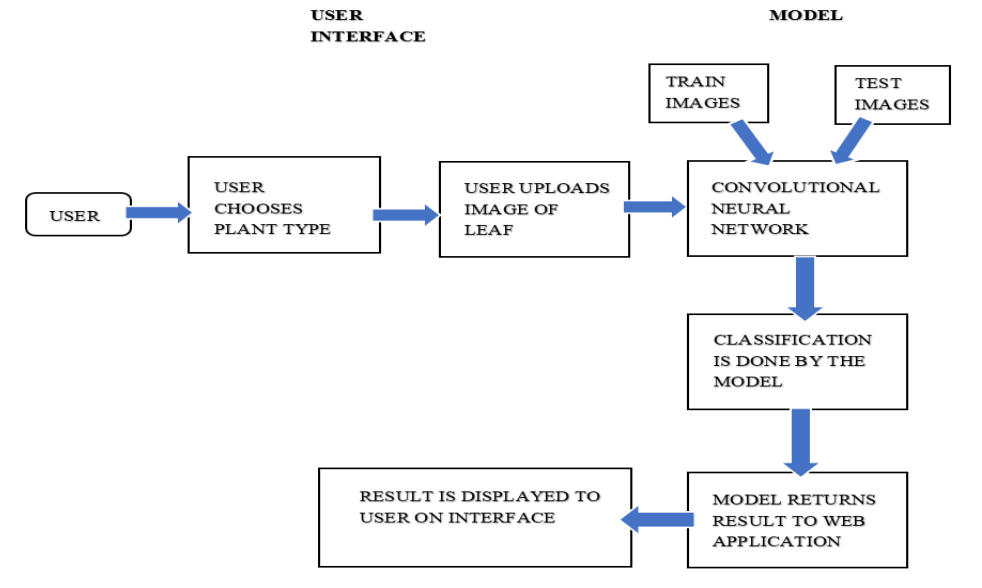 USER
INTERFACE
MODEL
TRAIN
IMAGES
TEST
IMAGES
USER
USER
CHOOSES
PLANT TYPE
USER UPLOADS
IMAGE OF
LEAF
CONVOLUTIONAL
NEURAL
NETWORK
CLASSIFICATION
IS DONE BY THE
MODEL
MODEL RETURNS
RESULT TO WEB
APPLICATION
RESULT IS DISPLAYED TO
USER ON INTERFACE